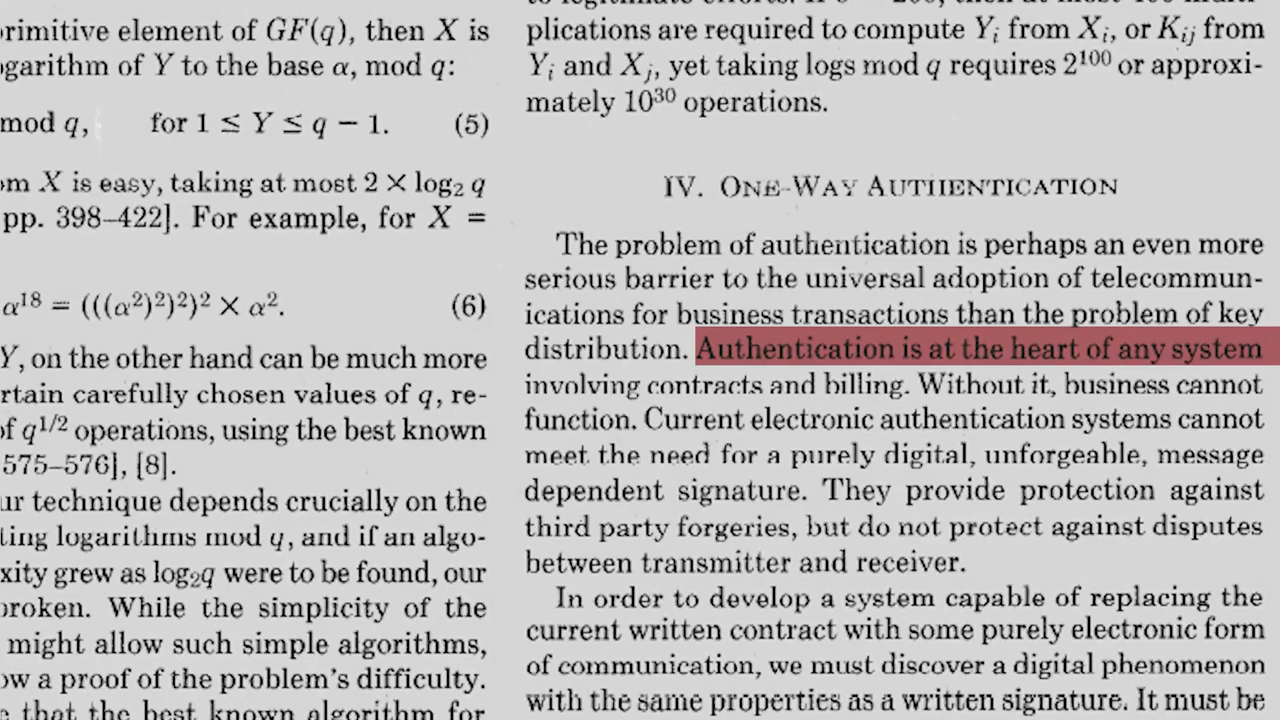 primitive element of GF(q), then X is
ogarithm of Y to the base α, mod q:
mod q, for 1 ≤ Y ≤ q − 1. (5)
om X is easy, taking at most 2 × log₂ q
pp. 398–422]. For example, for X =
α¹⁸ = (((α²)²)²)² × α². (6)
Y, on the other hand can be much more
rtain carefully chosen values of q, re-
of q¹/² operations, using the best known
575–576], [8].
ur technique depends crucially on the
ting logarithms mod q, and if an algo-
xity grew as log₂q were to be found, our
broken. While the simplicity of the
might allow such simple algorithms,
ow a proof of the problem's difficulty.
e that the best known algorithm for
plications are required to compute Yᵢ from Xᵢ, or Kᵢⱼ from
Yᵢ and Xⱼ, yet taking logs mod q requires 2¹⁰⁰ or approxi-
mately 10³⁰ operations.
IV. ONE-WAY AUTHENTICATION
The problem of authentication is perhaps an even more
serious barrier to the universal adoption of telecommun-
ications for business transactions than the problem of key
distribution. Authentication is at the heart of any system
involving contracts and billing. Without it, business cannot
function. Current electronic authentication systems cannot
meet the need for a purely digital, unforgeable, message
dependent signature. They provide protection against
third party forgeries, but do not protect against disputes
between transmitter and receiver.
In order to develop a system capable of replacing the
current written contract with some purely electronic form
of communication, we must discover a digital phenomenon
with the same properties as a written signature. It must be